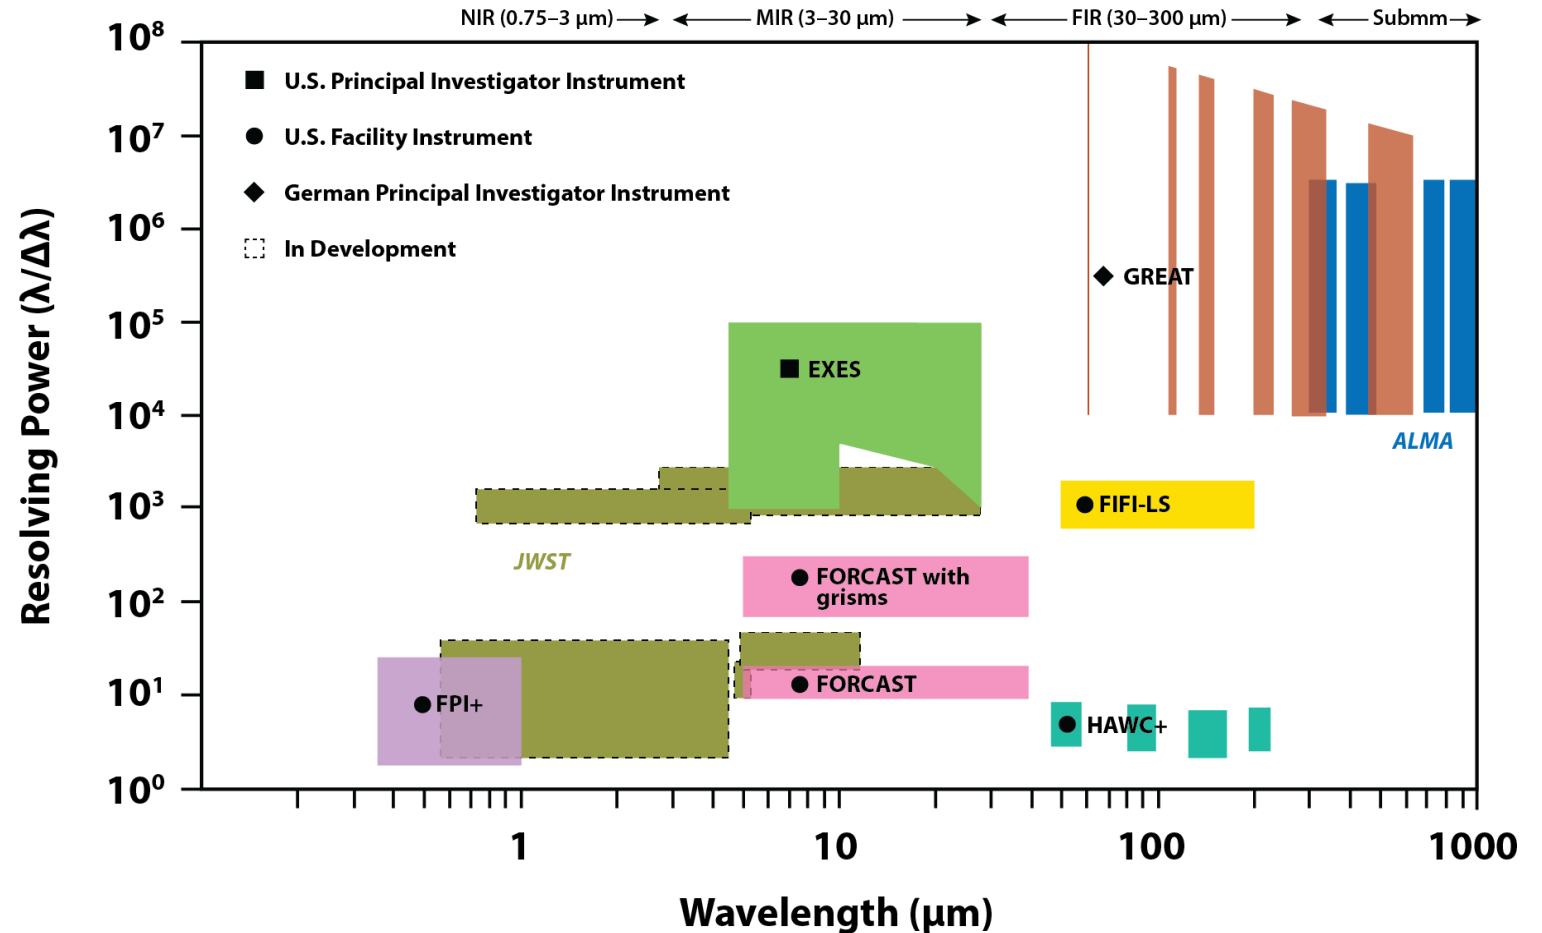 NIR (0.75–3 μm)
MIR (3–30 μm)
FIR (30–300 μm)
Submm
10⁸
10⁷
10⁶
10⁵
10⁴
10³
10²
10¹
10⁰
Resolving Power (λ/Δλ)
U.S. Principal Investigator Instrument
U.S. Facility Instrument
German Principal Investigator Instrument
In Development
GREAT
EXES
ALMA
FIFI-LS
JWST
FORCAST with
grisms
FORCAST
FPI+
HAWC+
1
10
100
1000
Wavelength (μm)